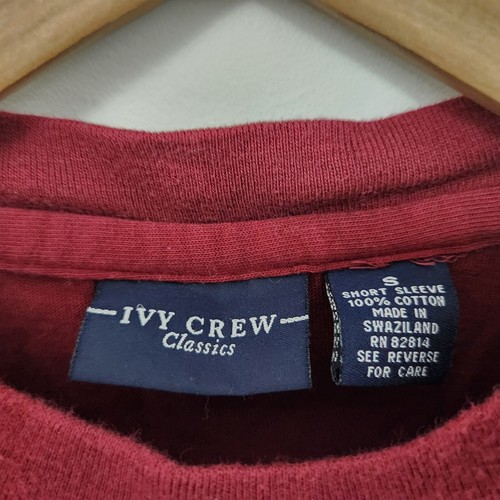 IVY CREW
Classics
S
SHORT SLEEVE
100% COTTON
MADE IN
SWAZILAND
RN 82814
SEE REVERSE
FOR CARE